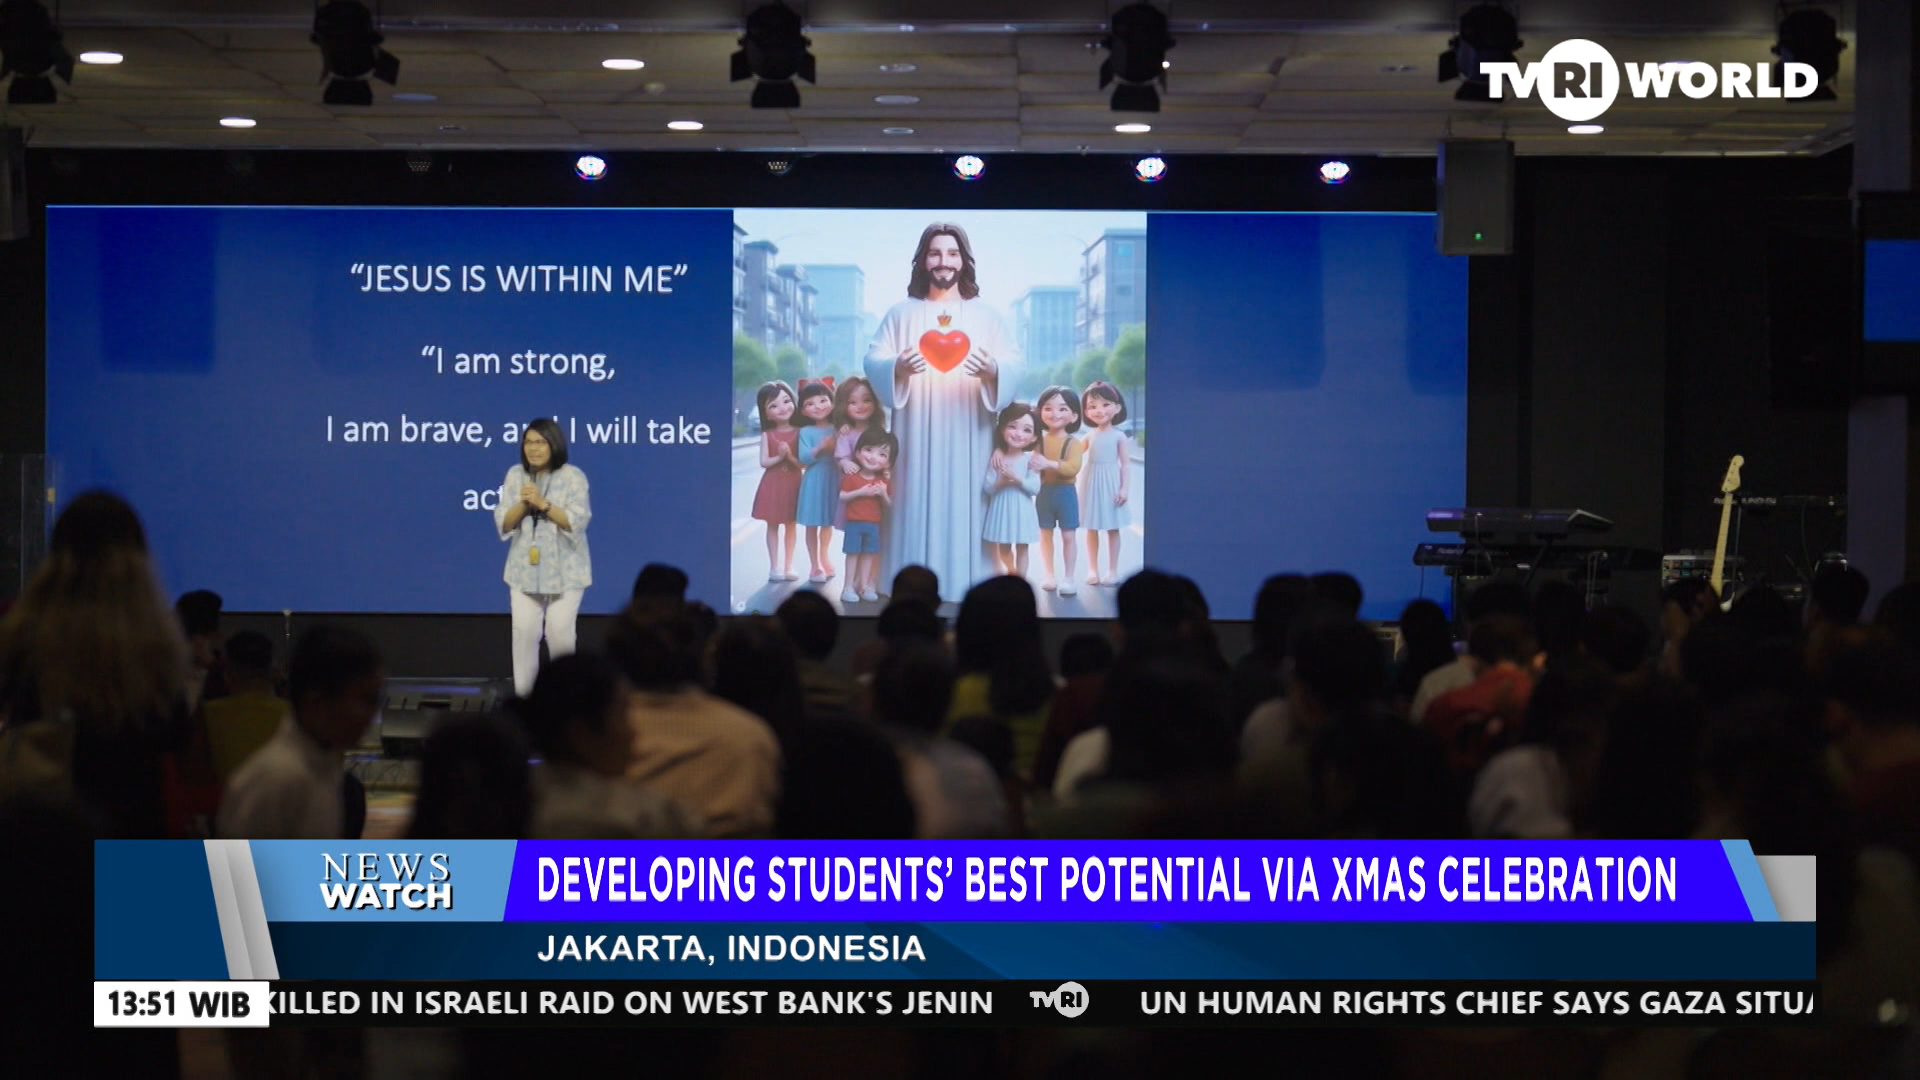 TVRI WORLD
“JESUS IS WITHIN ME”
“I am strong,
I am brave, I will take
NEWS
WATCH
DEVELOPING STUDENTS’ BEST POTENTIAL VIA XMAS CELEBRATION
JAKARTA, INDONESIA
13:51 WIB
KILLED IN ISRAELI RAID ON WEST BANK'S JENIN TVRI UN HUMAN RIGHTS CHIEF SAYS GAZA